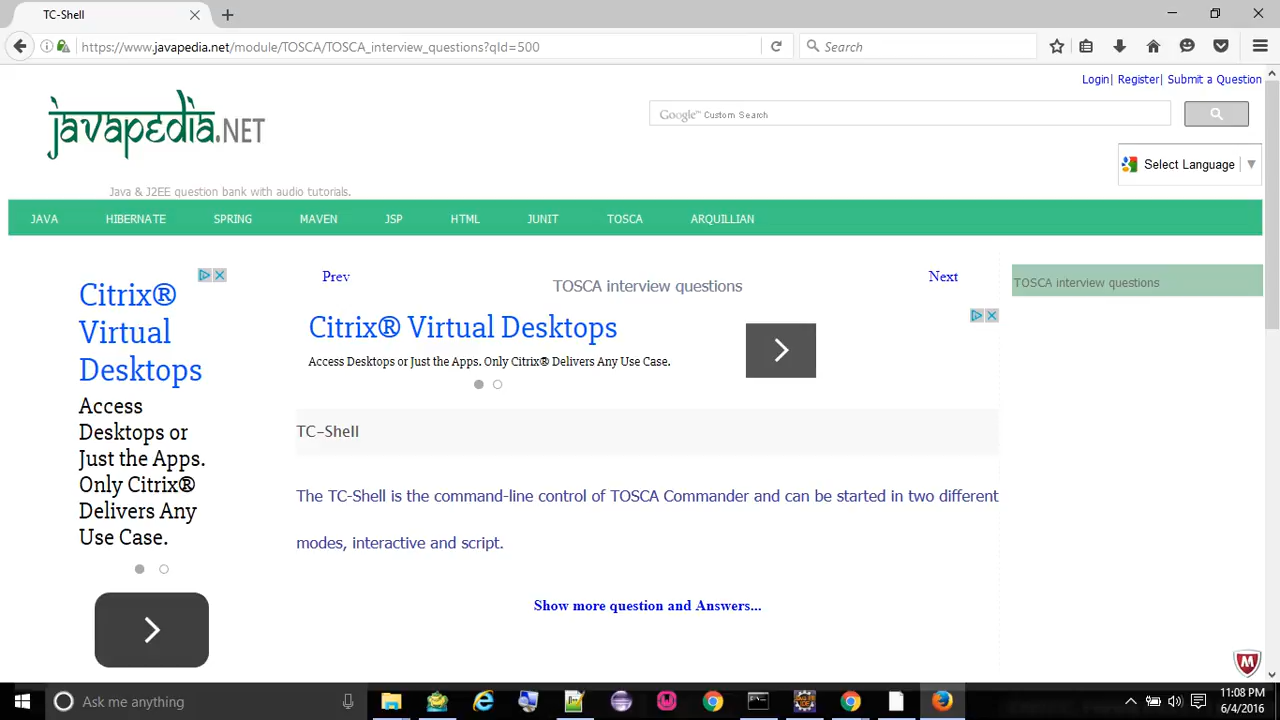 TC-Shell
https://www.javapedia.net/module/TOSCA/TOSCA_interview_questions?qId=500
Search
Login| Register| Submit a Question
javapedia.NET
Google™ Custom Search
Select Language
Java & J2EE question bank with audio tutorials.
JAVA HIBERNATE SPRING MAVEN JSP HTML JUNIT TOSCA ARQUILLIAN
Citrix®
Virtual
Desktops
Access
Desktops or
Just the Apps.
Only Citrix®
Delivers Any
Use Case.
Prev
TOSCA interview questions
Next
Citrix® Virtual Desktops
Access Desktops or Just the Apps. Only Citrix® Delivers Any Use Case.
TC-Shell
The TC-Shell is the command-line control of TOSCA Commander and can be started in two different
modes, interactive and script.
Show more question and Answers...
TOSCA interview questions
Ask me anything
11:08 PM
6/4/2016